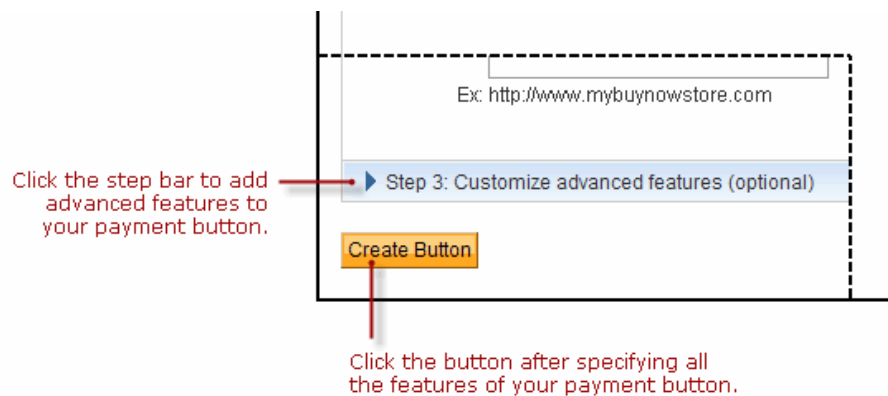 Ex: http://www.mybuynowstore.com
Click the step bar to add
advanced features to
your payment button.
Step 3: Customize advanced features (optional)
Create Button
Click the button after specifying all
the features of your payment button.